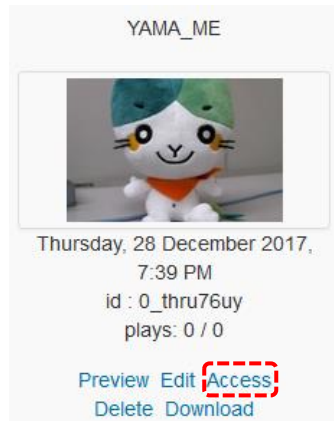 YAMA_ME
Thursday, 28 December 2017,
7:39 PM
id : 0_thru76uy
plays: 0 / 0
Preview Edit Access
Delete Download